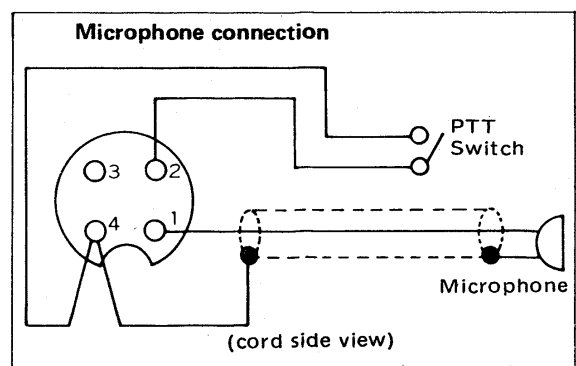 Microphone connection
PTT
Switch
3
2
4
1
Microphone
(cord side view)